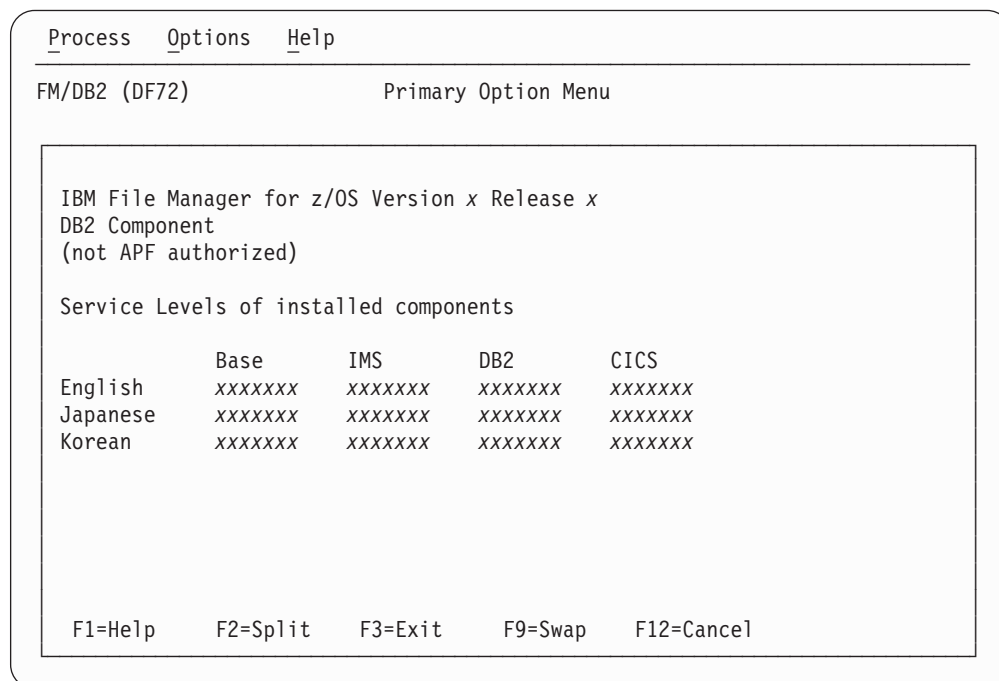 Process Options Help
FM/DB2 (DF72) Primary Option Menu
IBM File Manager for z/OS Version x Release x
DB2 Component
(not APF authorized)
Service Levels of installed components
Base IMS DB2 CICS
English xxxxxxx xxxxxxx xxxxxxx xxxxxxx
Japanese xxxxxxx xxxxxxx xxxxxxx xxxxxxx
Korean xxxxxxx xxxxxxx xxxxxxx xxxxxxx
F1=Help F2=Split F3=Exit F9=Swap F12=Cancel